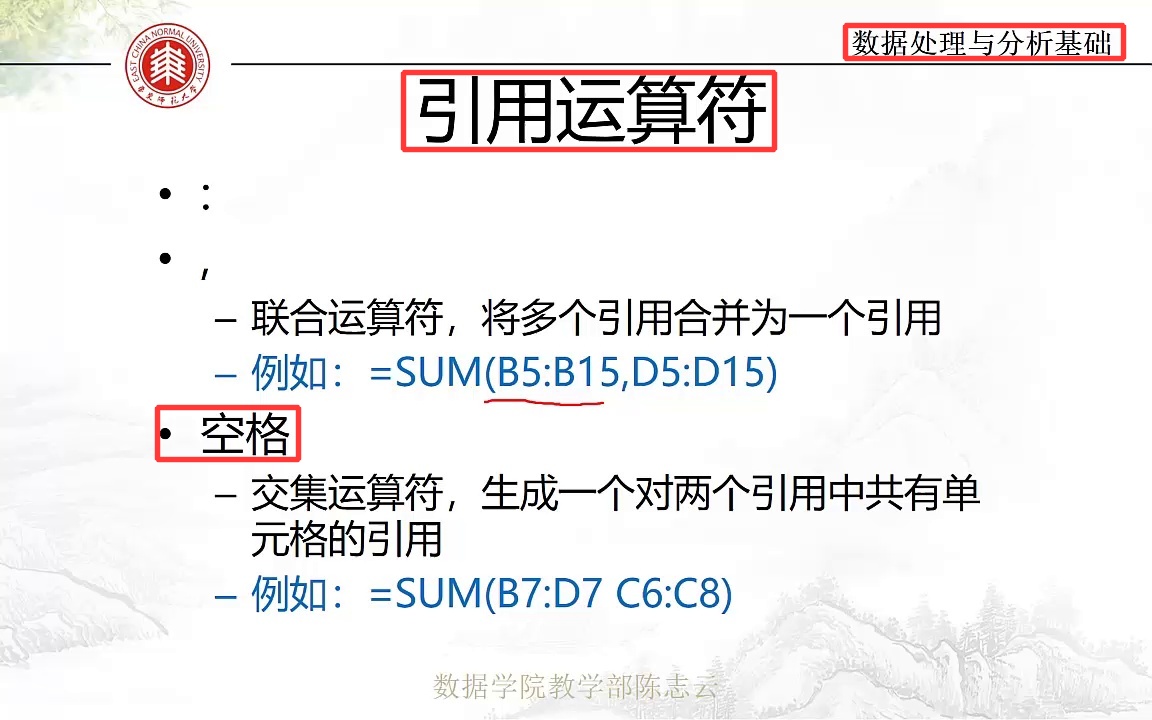 EAST CHINA NORMAL UNIVERSITY
华东师范大学
数据处理与分析基础
引用运算符
• :
• ,
– 联合运算符，将多个引用合并为一个引用
– 例如：=SUM(B5:B15,D5:D15)
• 空格
– 交集运算符，生成一个对两个引用中共有单
元格的引用
– 例如：=SUM(B7:D7 C6:C8)
数据学院教学部陈志云